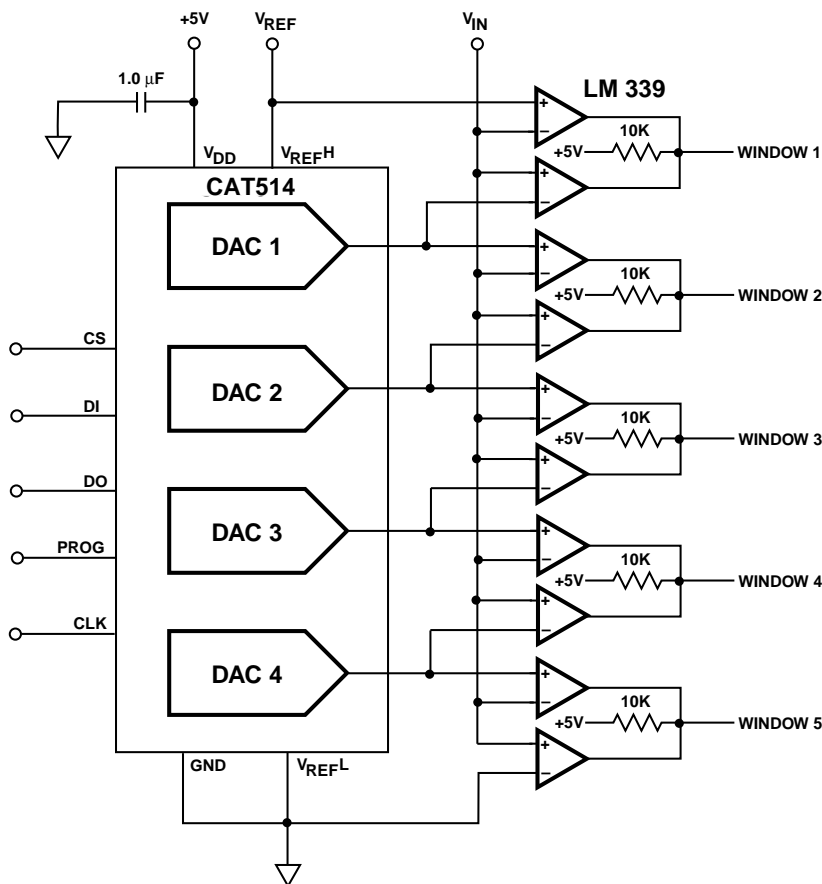 +5V
VREF
VIN
1.0 μF
LM 339
VDD
VREFH
CAT514
+
−
10K
+5V
WINDOW 1
+
−
DAC 1
+
−
10K
+5V
WINDOW 2
+
−
CS
DAC 2
+
−
DI
10K
+5V
WINDOW 3
+
−
DO
DAC 3
+
−
PROG
10K
+5V
WINDOW 4
+
−
CLK
DAC 4
+
−
10K
+5V
WINDOW 5
+
−
GND
VREFL